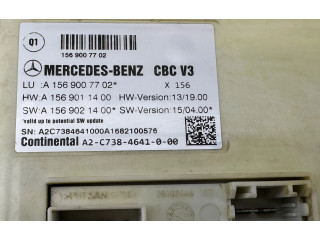 Q1
156 900 77 02
MERCEDES-BENZ CBC V3
LU :A 156 900 77 02* X 156
HW:A 156 901 14 00 HW-Version:13/19.00
SW:A 156 902 14 00* SW-Version:15/04.00*
*valid up to potential SW update
SN: A2C7384641000A1682100576
Continental A2-C738-4641-0-00